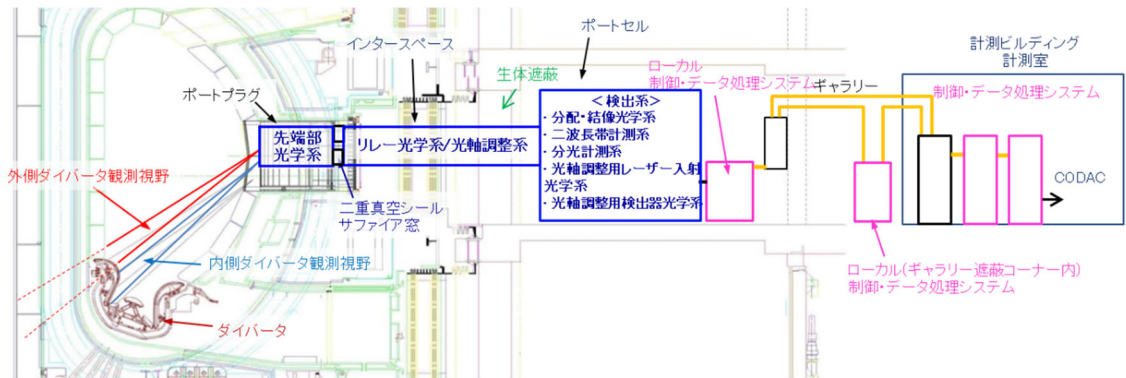 ポートセル
インタースペース
計測ビルディング
計測室
生体遮蔽
ローカル
制御・データ処理システム
ギャラリー
制御・データ処理システム
ポートプラグ
＜検出系＞
・分配・結像光学系
・二波長帯計測系
・分光計測系
・光軸調整用レーザー入射
光学系
・光軸調整用検出器光学系
先端部
光学系
リレー光学系/光軸調整系
外側ダイバータ観測視野
CODAC
二重真空シール
サファイア窓
内側ダイバータ観測視野
ローカル(ギャラリー遮蔽コーナー内)
制御・データ処理システム
ダイバータ